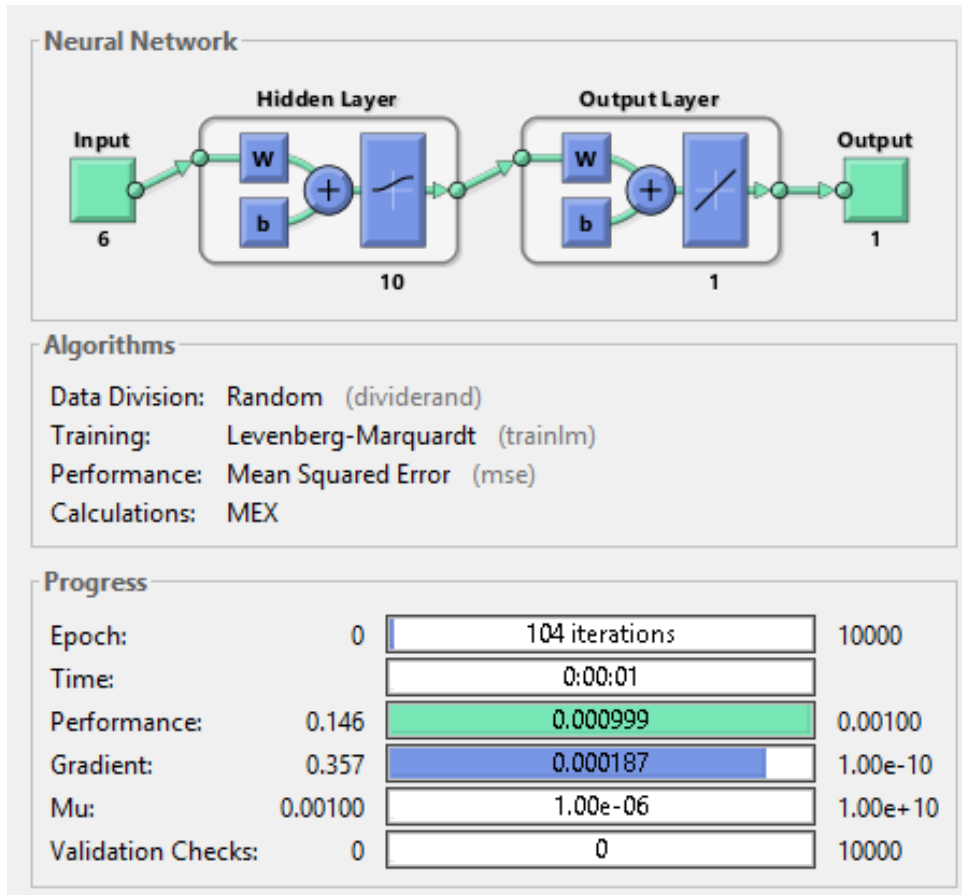 Neural Network
Hidden Layer Output Layer
Input Output
W W
b b
6 1
10 1
Algorithms
Data Division: Random (dividerand)
Training: Levenberg-Marquardt (trainlm)
Performance: Mean Squared Error (mse)
Calculations: MEX
Progress
Epoch: 0 104 iterations 10000
Time: 0:00:01
Performance: 0.146 0.000999 0.00100
Gradient: 0.357 0.000187 1.00e-10
Mu: 0.00100 1.00e-06 1.00e+10
Validation Checks: 0 0 10000